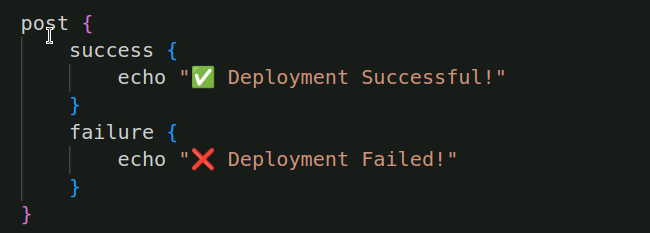 post {
    success {
        echo "✅ Deployment Successful!"
    }
    failure {
        echo "❌ Deployment Failed!"
    }
}